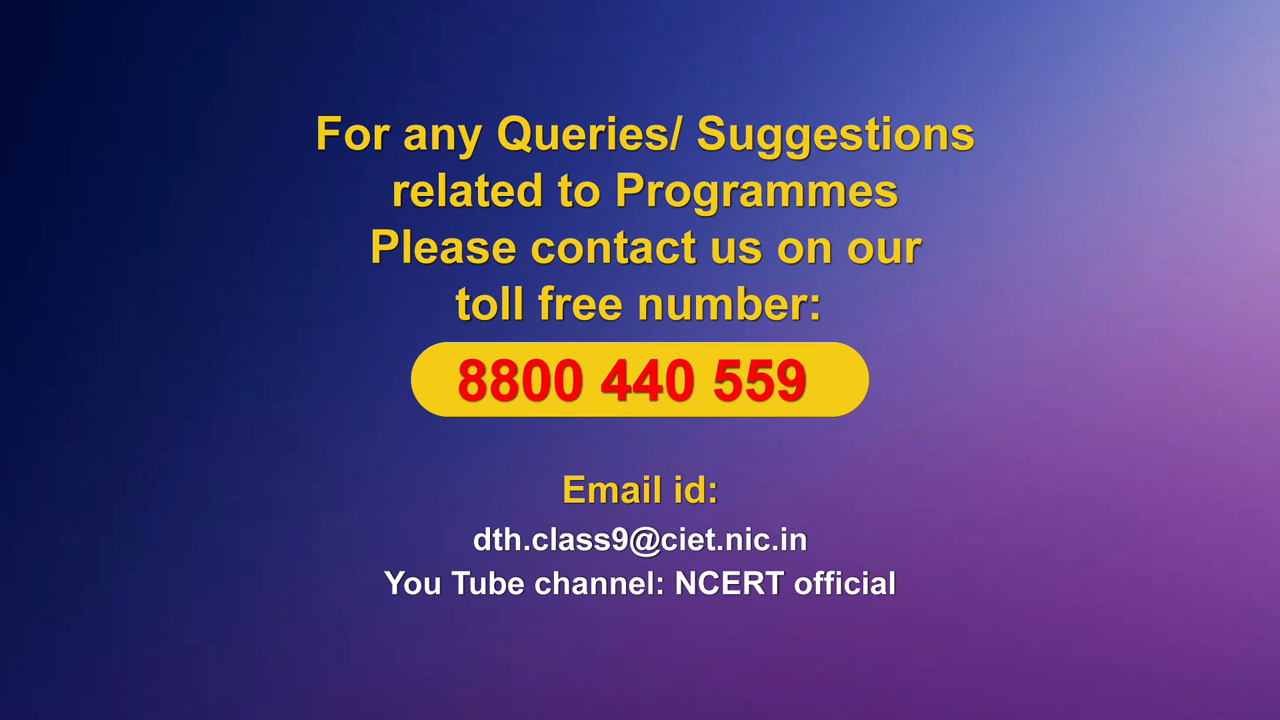 For any Queries/ Suggestions
related to Programmes
Please contact us on our
toll free number:
8800 440 559
Email id:
dth.class9@ciet.nic.in
You Tube channel: NCERT official